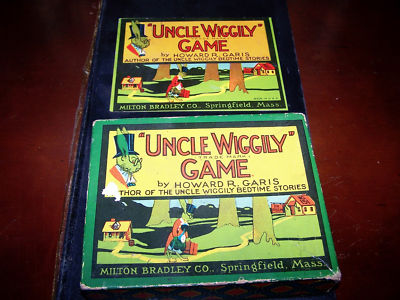 "UNCLE WIGGILY"
GAME
by HOWARD R. GARIS
AUTHOR OF THE UNCLE WIGGILY BEDTIME STORIES
MADE IN U.S.A.
MILTON BRADLEY CO., Springfield, Mass.
"UNCLE WIGGILY"
TRADE MARK
GAME
by HOWARD R. GARIS
THOR OF THE UNCLE WIGGILY BEDTIME STORIES
MILTON BRADLEY CO., Springfield, Mass.